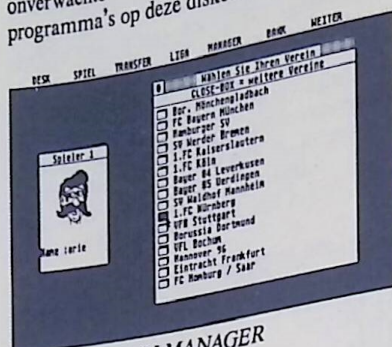 programma's op deze disk
DESK SPIEL TRANSFER LIGA MANAGER BANK WEITER
Wählen Sie Ihren Verein
CLOSE-BOX = weitere Vereine
Bor. Mönchengladbach
FC Bayern München
Hamburger SV
SV Werder Bremen
1.FC Kaiserslautern
1.FC Köln
Bayer 04 Leverkusen
Bayer 05 Uerdingen
SV Waldhof Mannheim
1.FC Nürnberg
VFB Stuttgart
Borussia Dortmund
VFL Bochum
Hannover 96
Eintracht Frankfurt
FC Homburg / Saar
Spieler 1
Name :arie
MANAGER